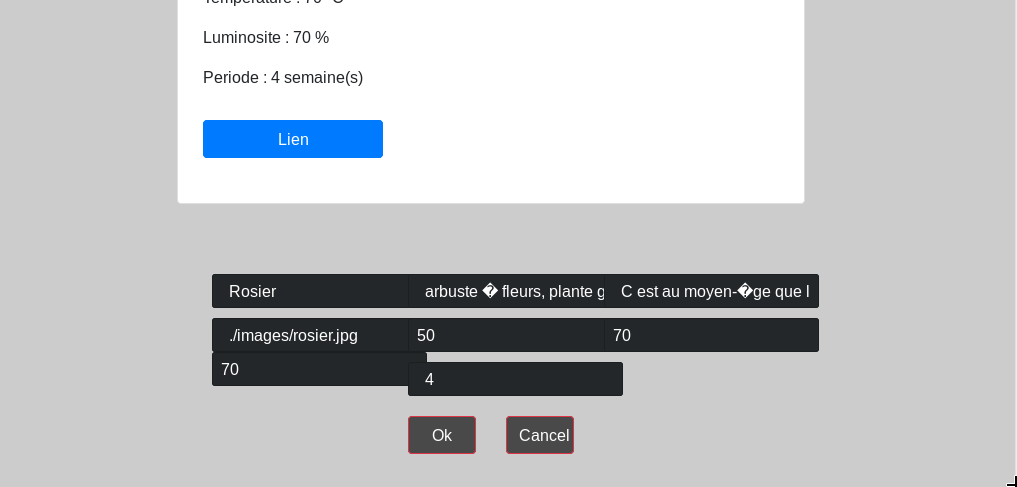 Temperature : 70 °C
Luminosite : 70 %
Periode : 4 semaine(s)
Lien
Rosier arbuste � fleurs, plante g C est au moyen-�ge que l
./images/rosier.jpg 50 70
70
4
Ok Cancel